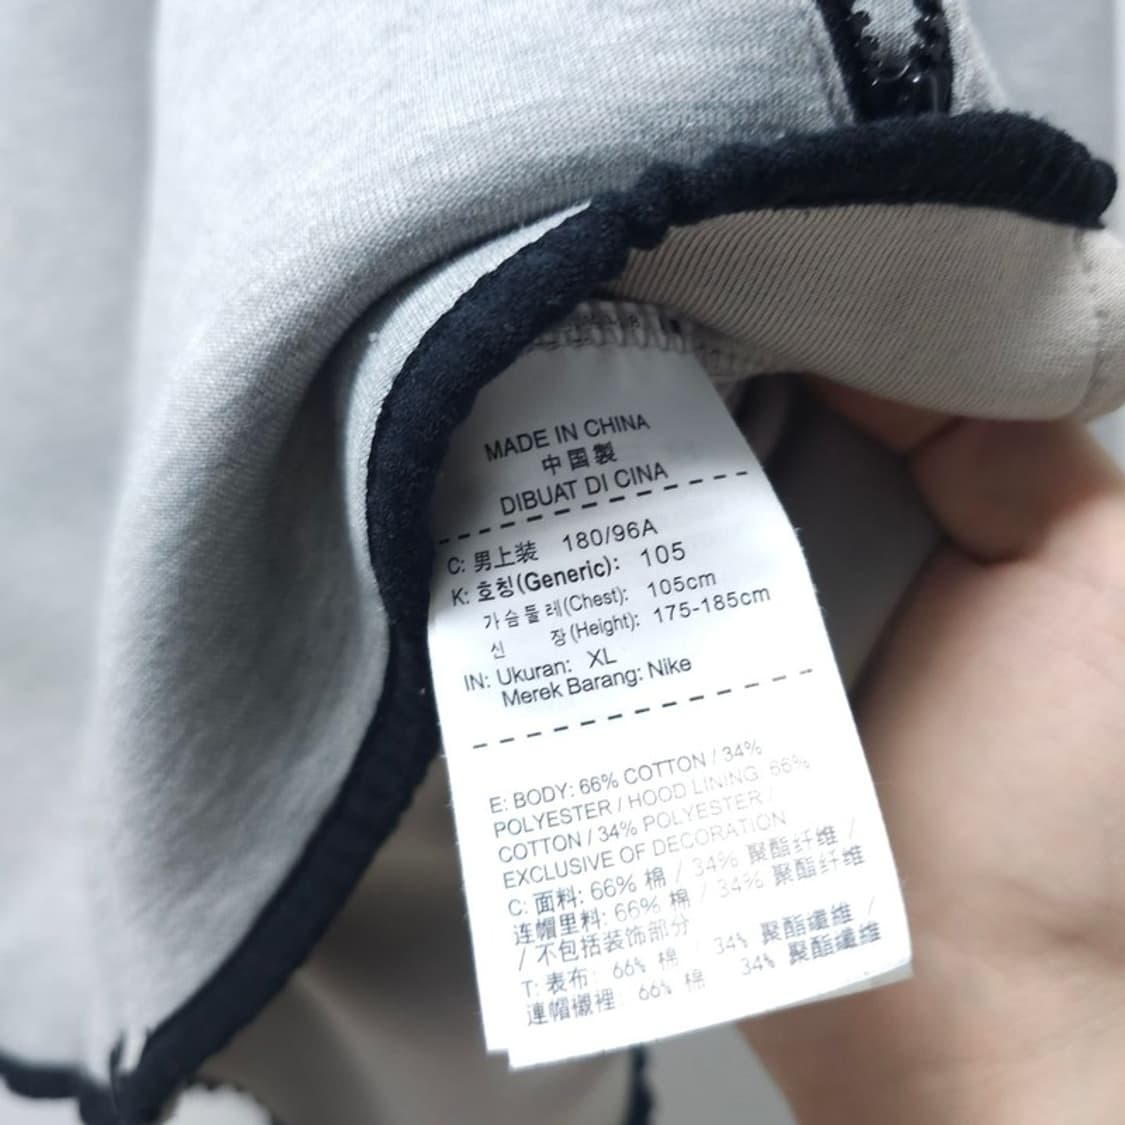 MADE IN CHINA
中国製
DIBUAT DI CINA
C: 男上装 180/96A
K: 호칭(Generic): 105
가슴둘레(Chest): 105cm
신 장(Height): 175-185cm
IN: Ukuran: XL
Merek Barang: Nike
E: BODY: 66% COTTON / 34%
POLYESTER / HOOD LINING: 66%
COTTON / 34% POLYESTER /
EXCLUSIVE OF DECORATION
C: 面料: 66% 棉 / 34% 聚酯纤维 /
连帽里料: 66% 棉 / 34% 聚酯纤维
/ 不包括装饰部分
T: 表布: 66% 棉 / 34% 聚酯纖維 /
連帽襯裡: 66% 棉 34% 聚酯纖維